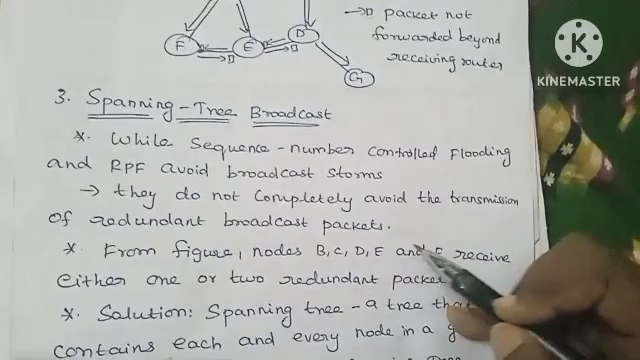 D
→ packet not
forwarded beyond
receiving router
F
E
G
KINEMASTER
3. Spanning-Tree Broadcast
*. While Sequence-number controlled Flooding
and RPF avoid broadcast storms
→ they do not completely avoid the transmission
of redundant broadcast packets.
*. From figure, nodes B, C, D, E and F receive
either one or two redundant packet
*. Solution: Spanning tree - a tree that
contains each and every node in a